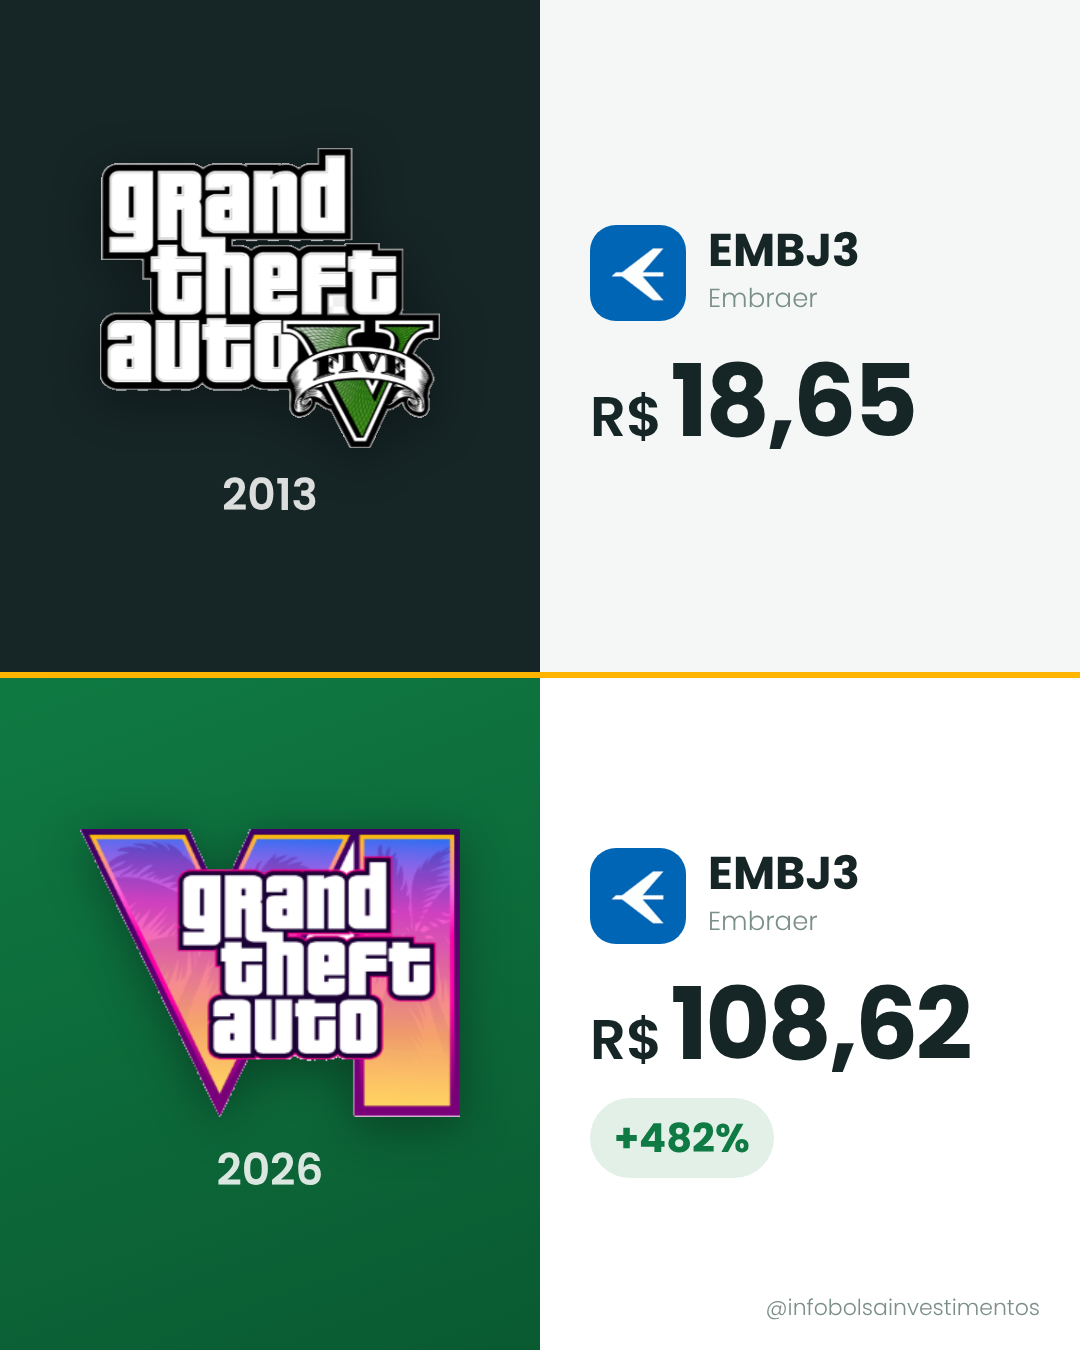 grand
theft
auto
FIVE
2013
EMBJ3
Embraer
R$ 18,65
VI
grand
theft
auto
2026
EMBJ3
Embraer
R$ 108,62
+482%
@infobolsainvestimentos